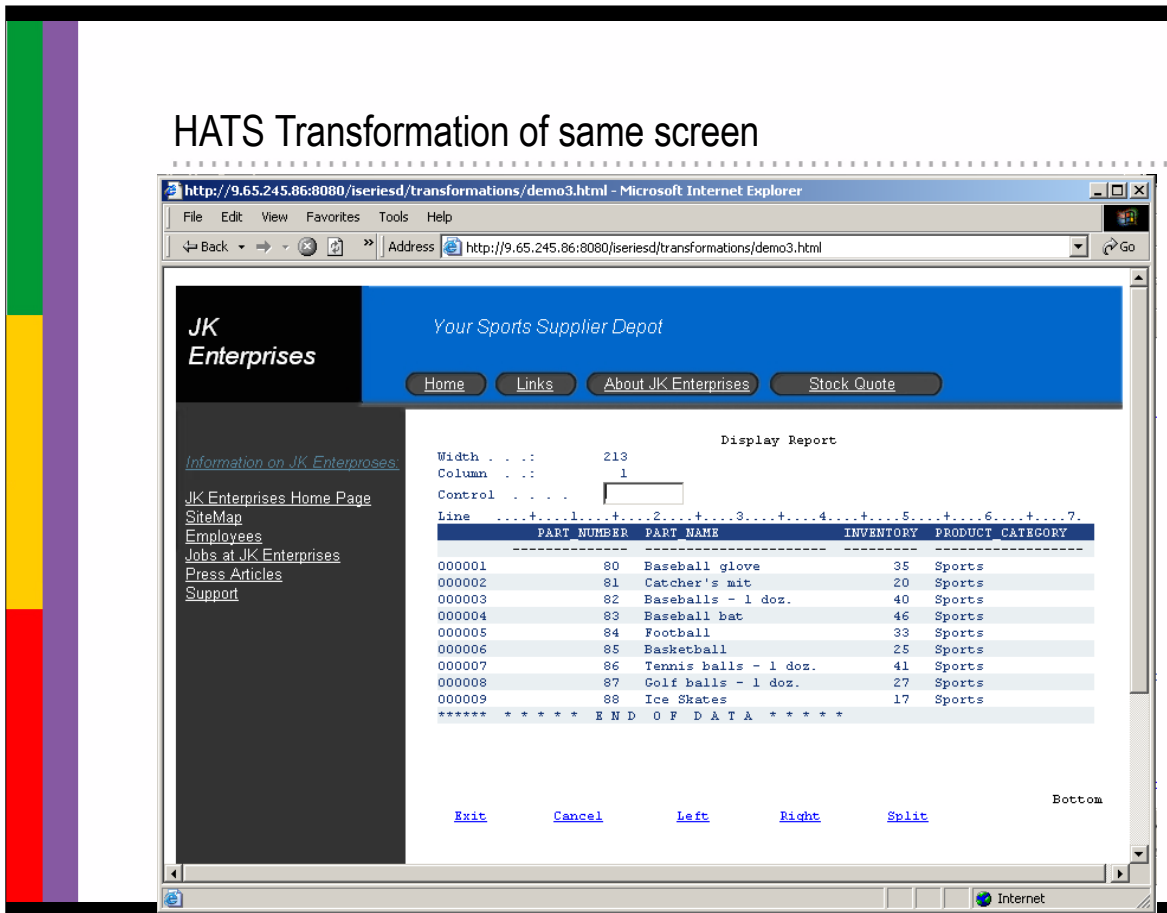 HATS Transformation of same screen
http://9.65.245.86:8080/iseriesd/transformations/demo3.html - Microsoft Internet Explorer
File Edit View Favorites Tools Help
Back » Address http://9.65.245.86:8080/iseriesd/transformations/demo3.html Go
JK Enterprises
Your Sports Supplier Depot
Home Links About JK Enterprises Stock Quote
Information on JK Enterproses:
JK Enterprises Home Page
SiteMap
Employees
Jobs at JK Enterprises
Press Articles
Support
Display Report
Width . . .: 213
Column . .: 1
Control . . . .
Line ....+....1....+....2....+....3....+....4....+....5....+....6....+....7.
PART_NUMBER PART_NAME INVENTORY PRODUCT_CATEGORY
-------------- ---------------------- --------- ------------------
000001 80 Baseball glove 35 Sports
000002 81 Catcher's mit 20 Sports
000003 82 Baseballs - 1 doz. 40 Sports
000004 83 Baseball bat 46 Sports
000005 84 Football 33 Sports
000006 85 Basketball 25 Sports
000007 86 Tennis balls - 1 doz. 41 Sports
000008 87 Golf balls - 1 doz. 27 Sports
000009 88 Ice Skates 17 Sports
****** * * * * * E N D O F D A T A * * * * *
Bottom
Exit Cancel Left Right Split
Internet